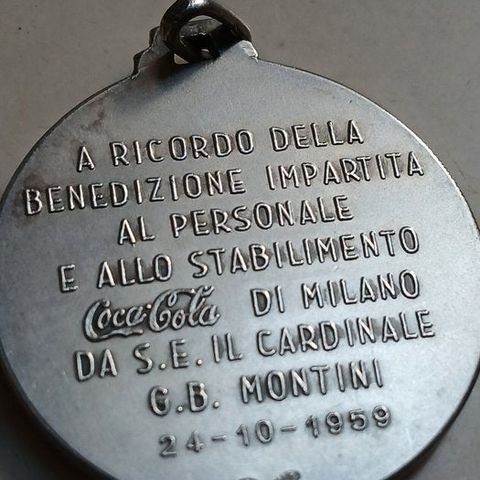 A RICORDO DELLA
BENEDIZIONE IMPARTITA
AL PERSONALE
E ALLO STABILIMENTO
Coca-Cola DI MILANO
DA S.E. IL CARDINALE
G.B. MONTINI
24-10-1959